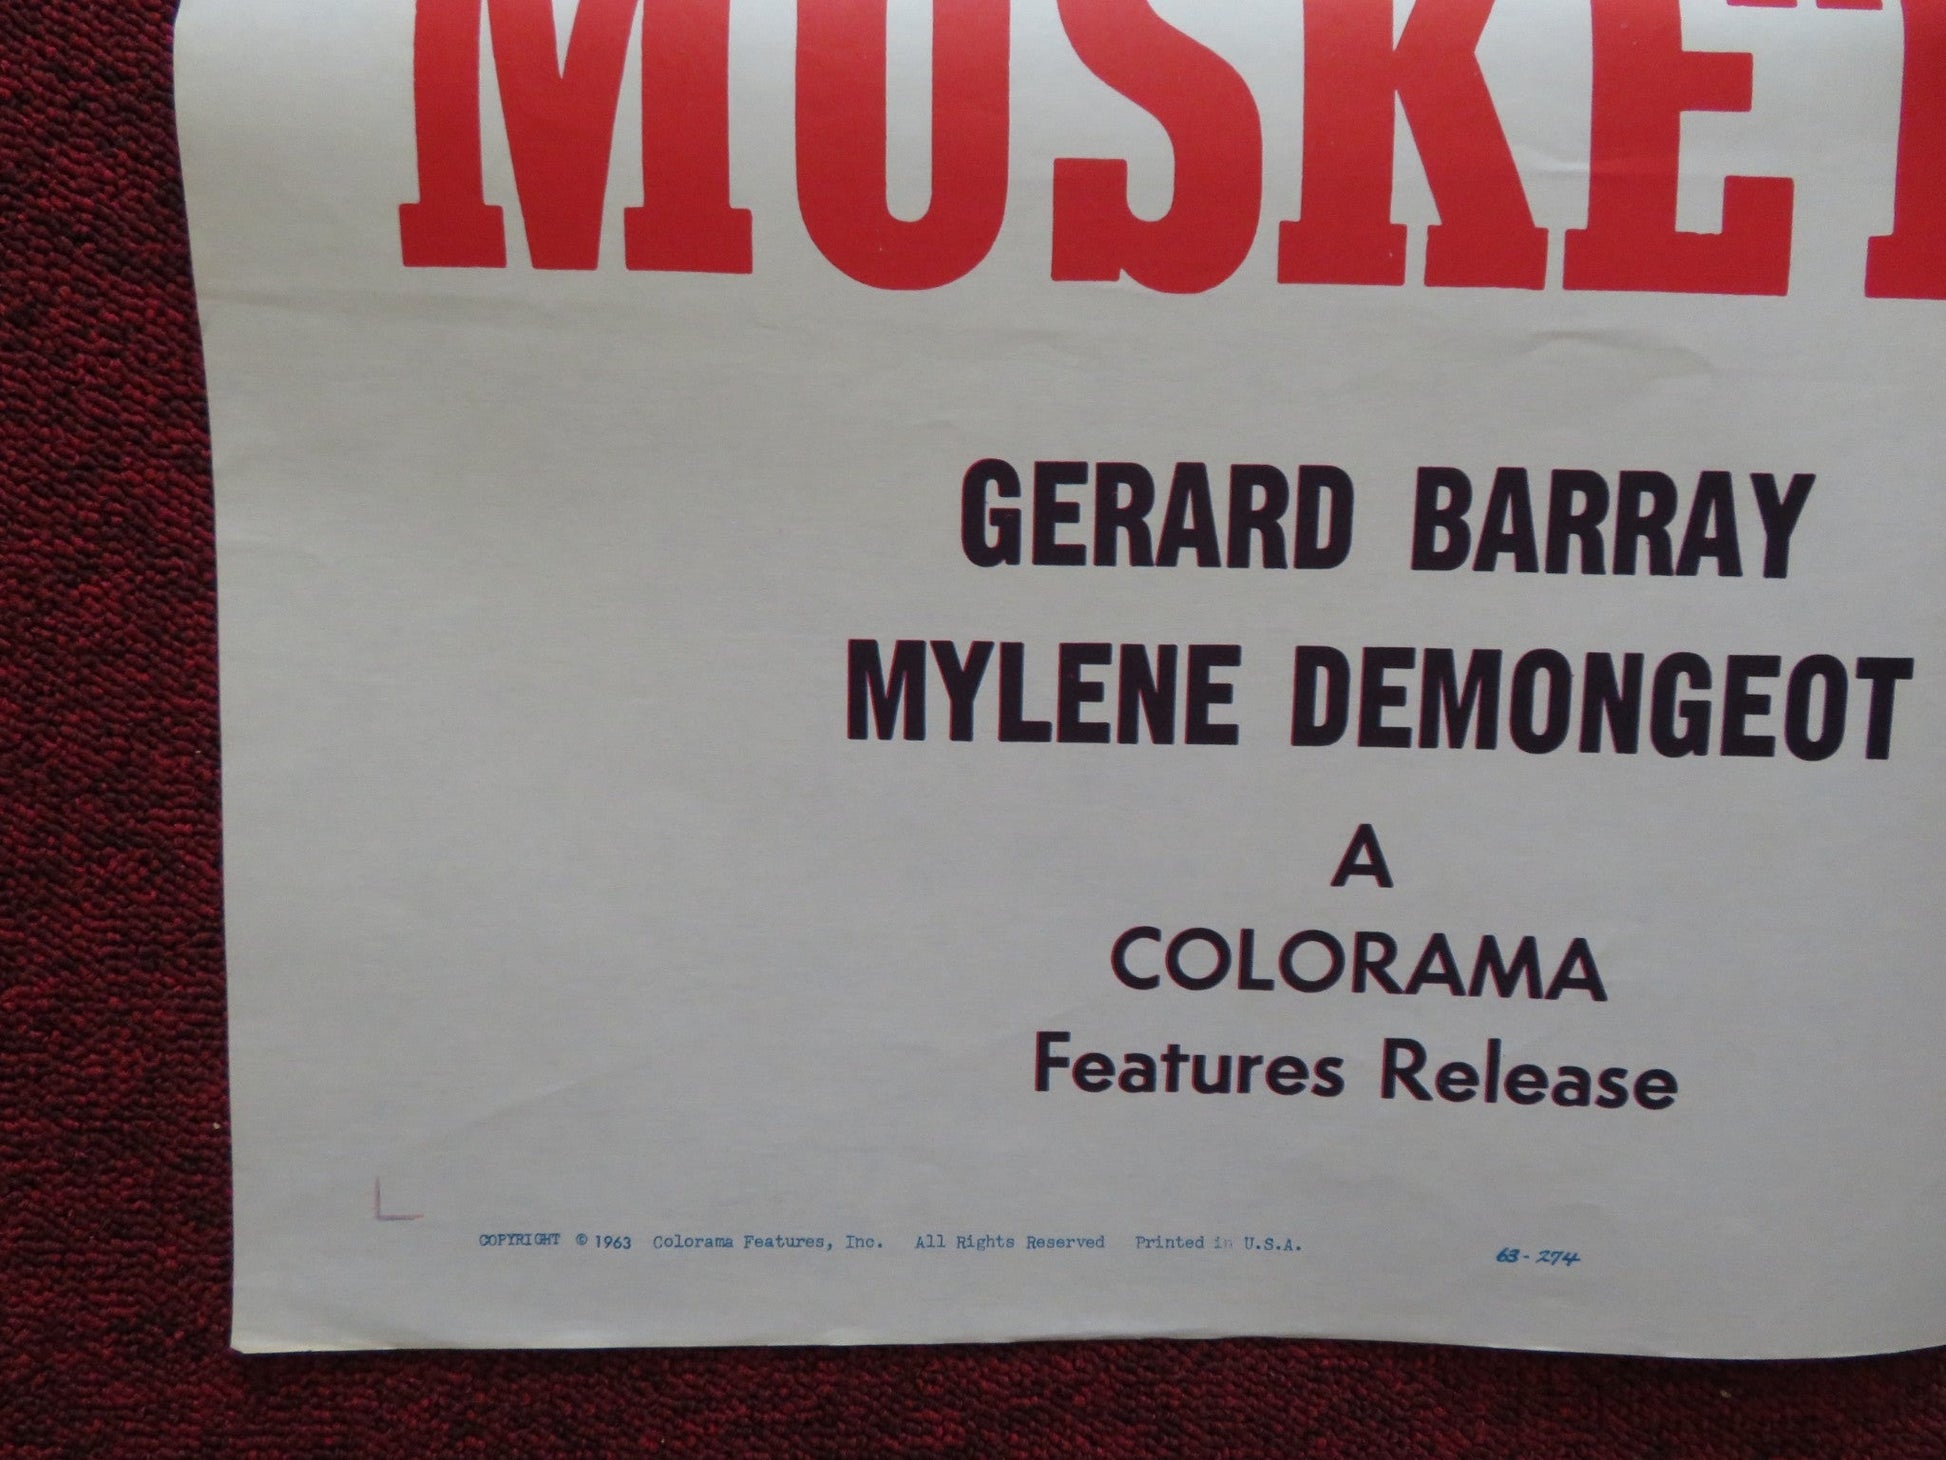 MUSKE
GERARD BARRAY
MYLENE DEMONGEOT
A
COLORAMA
Features Release
COPYRIGHT © 1963 Colorama Features, Inc. All Rights Reserved Printed in U.S.A. 63-274